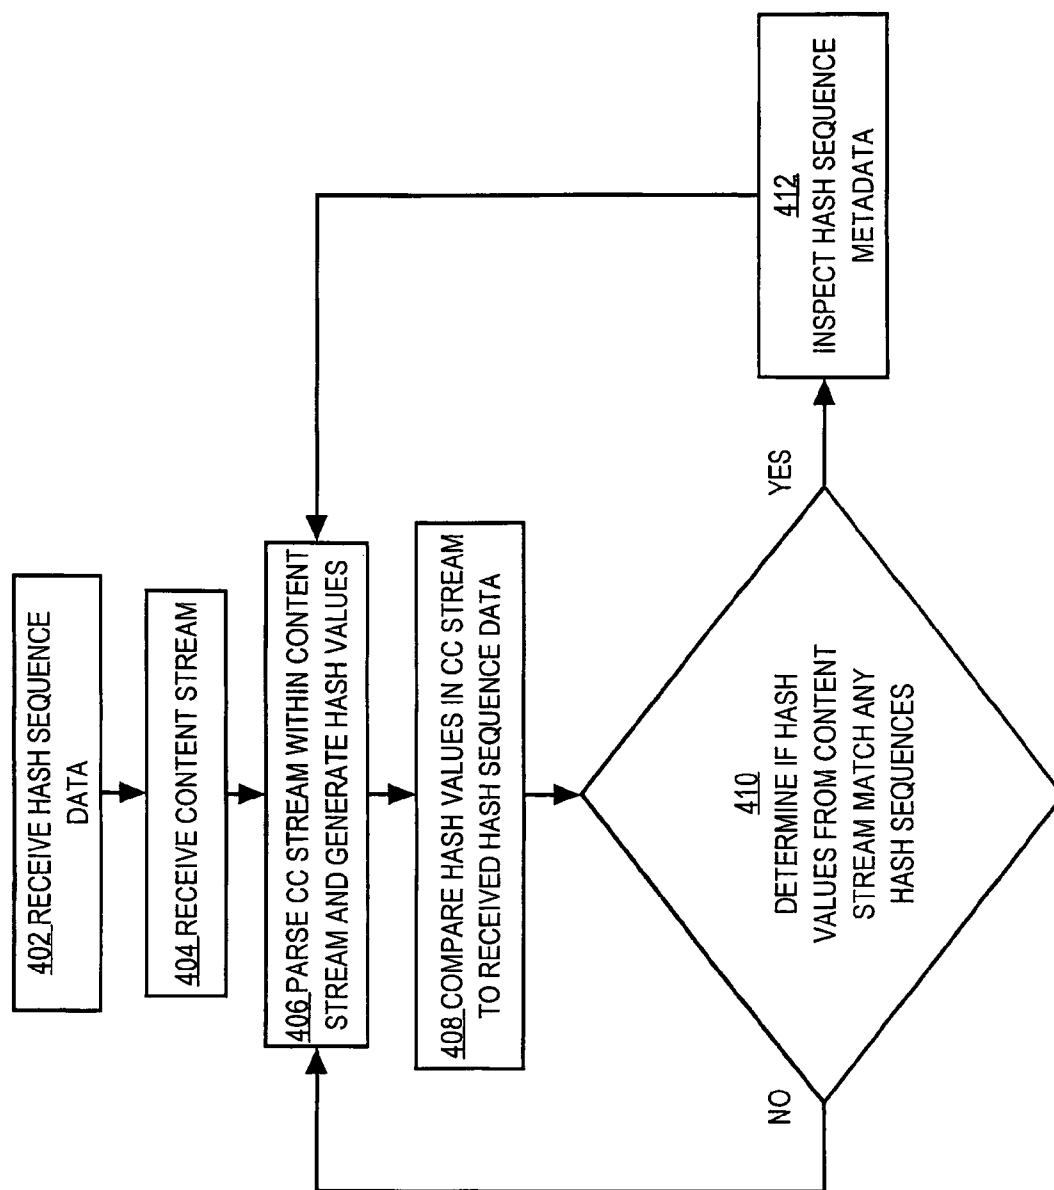 402 RECEIVE HASH SEQUENCE
DATA
404 RECEIVE CONTENT STREAM
406 PARSE CC STREAM WITHIN CONTENT
STREAM AND GENERATE HASH VALUES
408 COMPARE HASH VALUES IN CC STREAM
TO RECEIVED HASH SEQUENCE DATA
410
DETERMINE IF HASH
VALUES FROM CONTENT
STREAM MATCH ANY
HASH SEQUENCES
NO
YES
412
INSPECT HASH SEQUENCE
METADATA